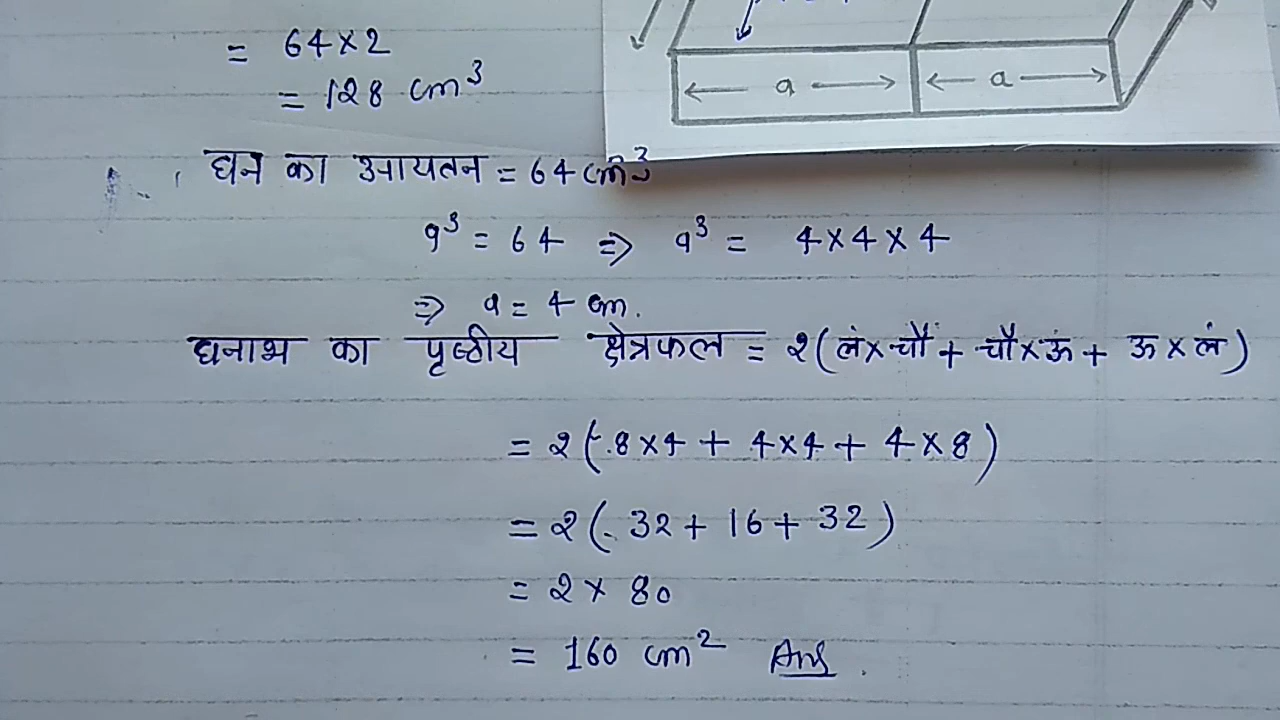 = 64×2
= 128 cm³
a a
घन का आयतन = 64 cm³
a³ = 64 ⇒ a³ = 4×4×4
⇒ a = 4 cm.
घनाभ का पृष्ठीय क्षेत्रफल = 2(लं×चौ + चौ×ऊं + ऊ×लं)
= 2(8×4 + 4×4 + 4×8)
= 2(32+16+32)
= 2×80
= 160 cm² Ans.